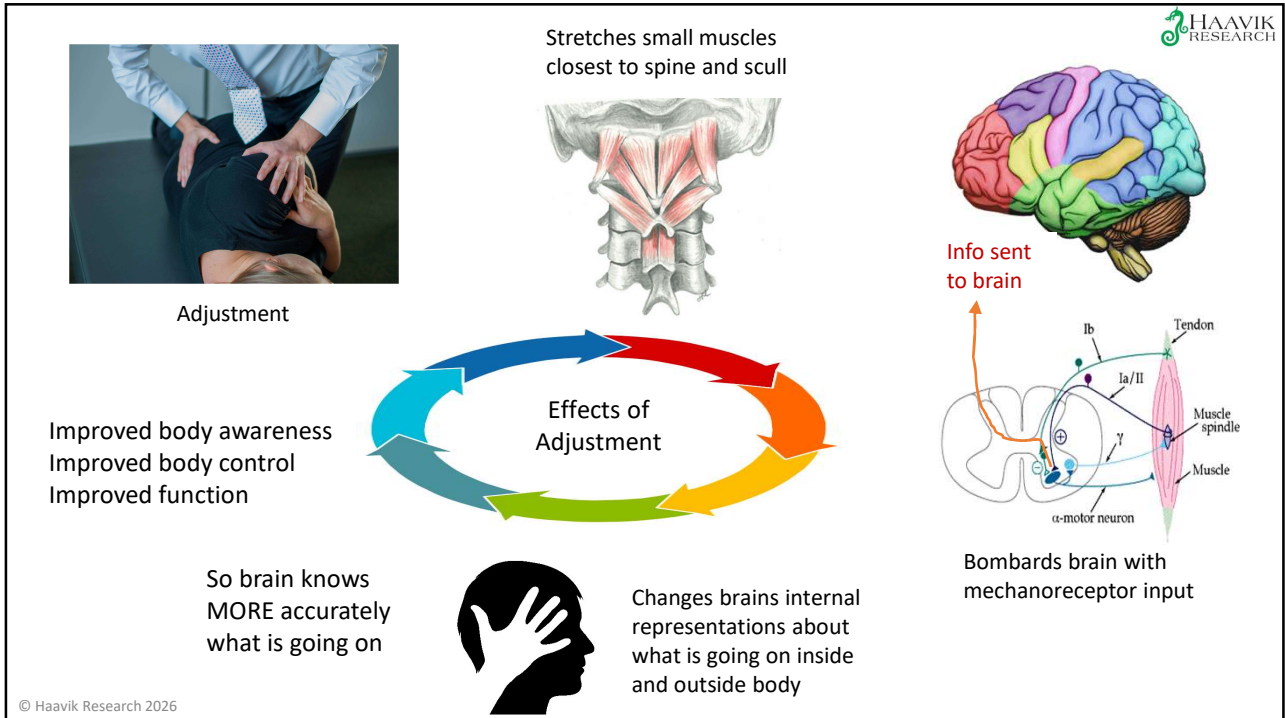 HAAVIK
RESEARCH
Stretches small muscles
closest to spine and scull
Adjustment
Info sent
to brain
Ib
Tendon
Ia/II
Muscle
spindle
γ
Muscle
α-motor neuron
+
−
Bombards brain with
mechanoreceptor input
Effects of
Adjustment
Changes brains internal
representations about
what is going on inside
and outside body
So brain knows
MORE accurately
what is going on
Improved body awareness
Improved body control
Improved function
© Haavik Research 2026